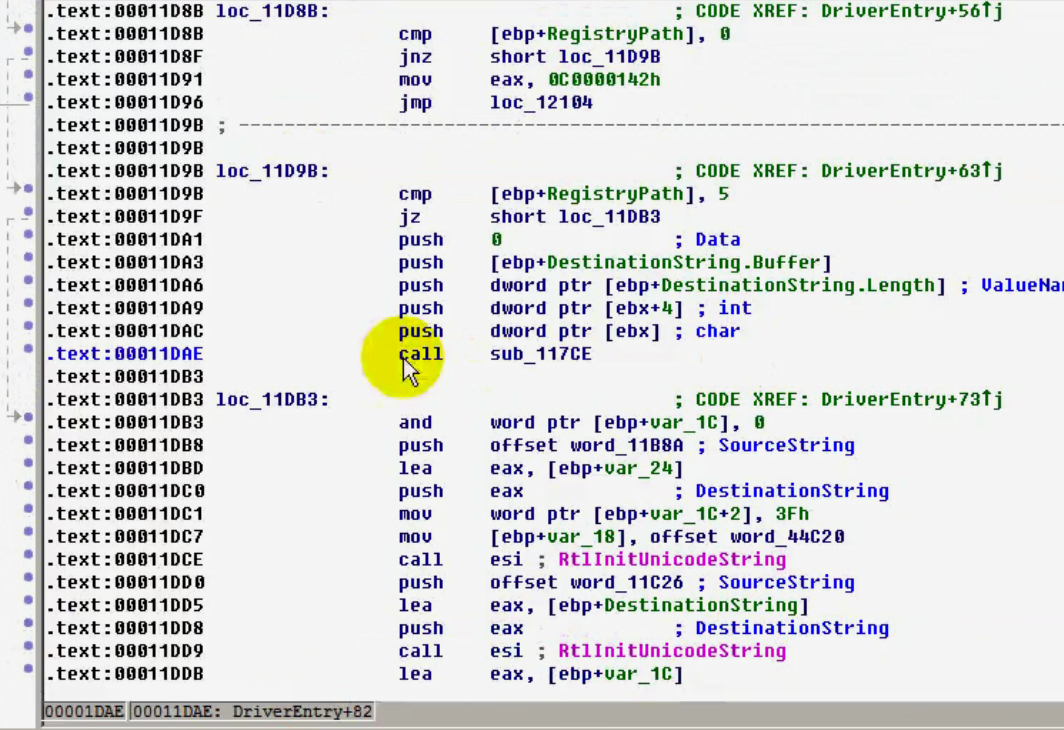 .text:00011D8B loc_11D8B: ; CODE XREF: DriverEntry+56↑j
.text:00011D8B cmp [ebp+RegistryPath], 0
.text:00011D8F jnz short loc_11D9B
.text:00011D91 mov eax, 0C0000142h
.text:00011D96 jmp loc_12104
.text:00011D9B ; ----------------------------------------------------------------
.text:00011D9B
.text:00011D9B loc_11D9B: ; CODE XREF: DriverEntry+63↑j
.text:00011D9B cmp [ebp+RegistryPath], 5
.text:00011D9F jz short loc_11DB3
.text:00011DA1 push 0 ; Data
.text:00011DA3 push [ebp+DestinationString.Buffer]
.text:00011DA6 push dword ptr [ebp+DestinationString.Length] ; ValueNa
.text:00011DA9 push dword ptr [ebx+4] ; int
.text:00011DAC push dword ptr [ebx] ; char
.text:00011DAE call sub_117CE
.text:00011DB3
.text:00011DB3 loc_11DB3: ; CODE XREF: DriverEntry+73↑j
.text:00011DB3 and word ptr [ebp+var_1C], 0
.text:00011DB8 push offset word_11B8A ; SourceString
.text:00011DBD lea eax, [ebp+var_24]
.text:00011DC0 push eax ; DestinationString
.text:00011DC1 mov word ptr [ebp+var_1C+2], 3Fh
.text:00011DC7 mov [ebp+var_18], offset word_44C20
.text:00011DCE call esi ; RtlInitUnicodeString
.text:00011DD0 push offset word_11C26 ; SourceString
.text:00011DD5 lea eax, [ebp+DestinationString]
.text:00011DD8 push eax ; DestinationString
.text:00011DD9 call esi ; RtlInitUnicodeString
.text:00011DDB lea eax, [ebp+var_1C]
00001DAE 00011DAE: DriverEntry+82